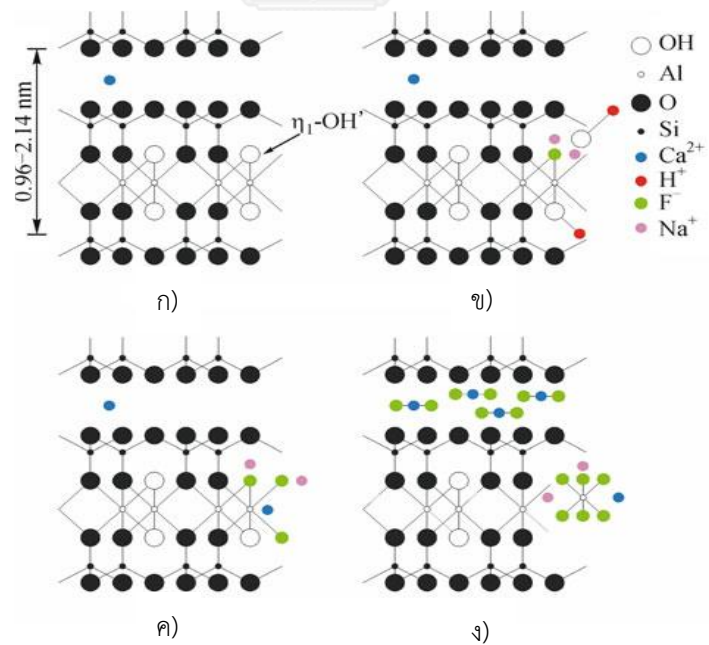 0.96–2.14 nm
η₁-OH'
OH
Al
O
Si
Ca²⁺
H⁺
F⁻
Na⁺
ก)
ข)
ค)
ง)